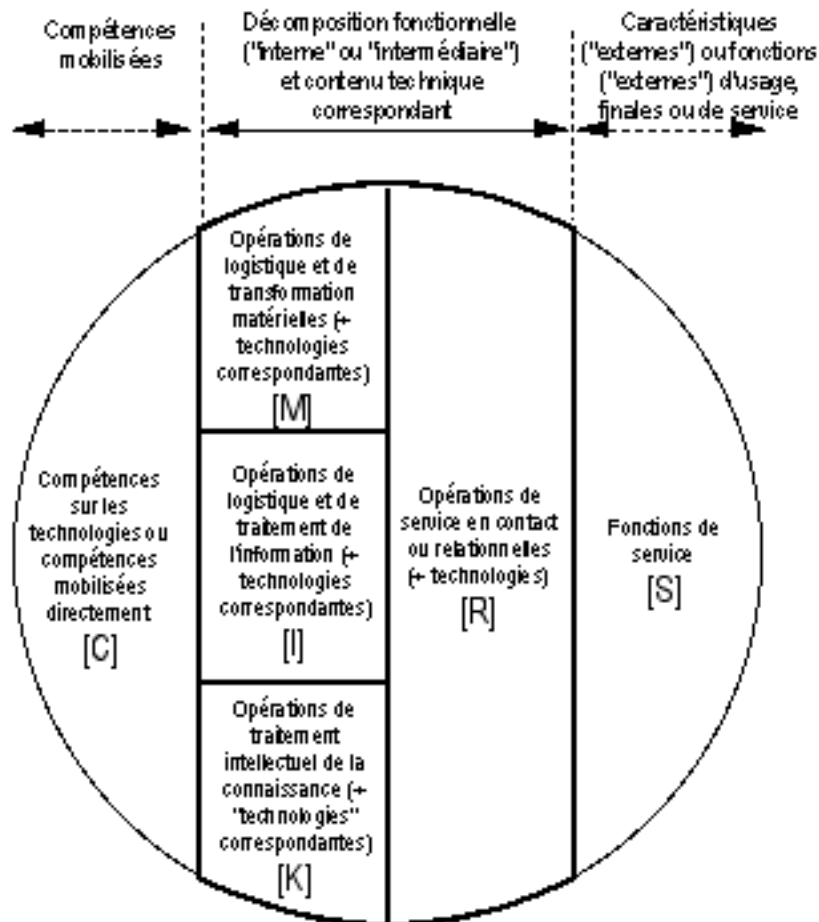 Compétences
mobilisées
Décomposition fonctionnelle
("interne" ou "intermédiaire")
et contenu technique
correspondant
Caractéristiques
("externes") ou fonctions
("externes") d'usage,
finales ou de service
Compétences
sur les
technologies ou
compétences
mobilisées
directement
[C]
Opérations de
logistique et de
transformation
matérielles (+
technologies
correspondantes)
[M]
Opérations de
logistique et de
traitement de
l'information (+
technologies
correspondantes)
[I]
Opérations de
traitement
intellectuel de la
connaissance (+
"technologies"
correspondantes)
[K]
Opérations de
service en contact
ou relationnelles
(+ technologies)
[R]
Fonctions de
service
[S]